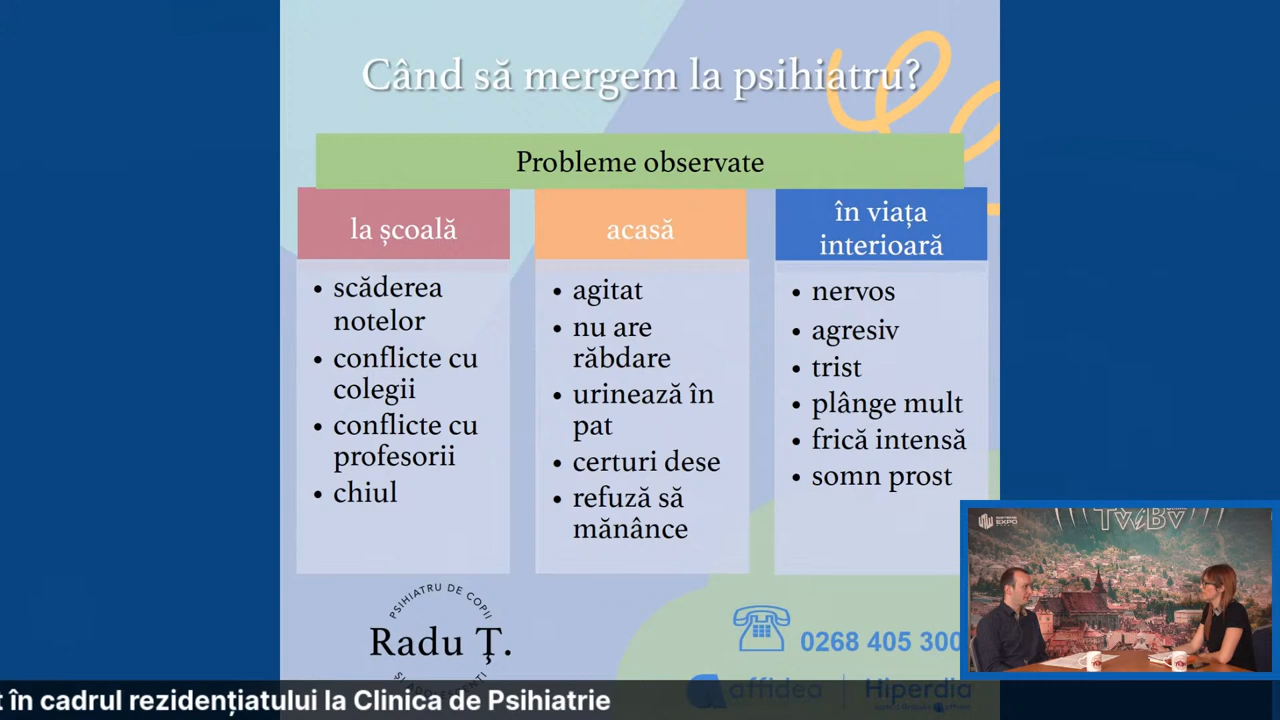 Când să mergem la psihiatru?
Probleme observate
la școală
• scăderea
notelor
• conflicte cu
colegii
• conflicte cu
profesorii
• chiul
acasă
• agitat
• nu are
răbdare
• urinează în
pat
• certuri dese
• refuză să
mănânce
în viața
interioară
• nervos
• agresiv
• trist
• plânge mult
• frică intensă
• somn prost
PSIHIATRU DE COPII
Radu Ț.
0268 405 300
affidea | Hiperdia
TVBV
EXPO
în cadrul rezidențiatului la Clinica de Psihiatrie